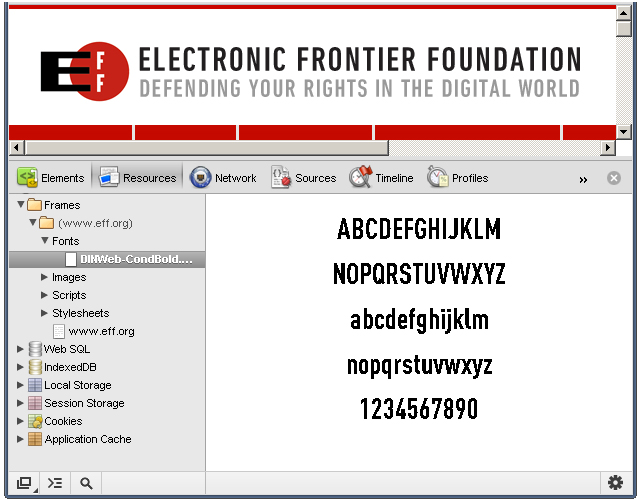 E
F
F
ELECTRONIC FRONTIER FOUNDATION
DEFENDING YOUR RIGHTS IN THE DIGITAL WORLD
Elements Resources Network Sources Timeline Profiles »
Frames
(www.eff.org)
Fonts
DINWeb-CondBold....
Images
Scripts
Stylesheets
www.eff.org
Web SQL
IndexedDB
Local Storage
Session Storage
Cookies
Application Cache
ABCDEFGHIJKLM
NOPQRSTUVWXYZ
abcdefghijklm
nopqrstuvwxyz
1234567890